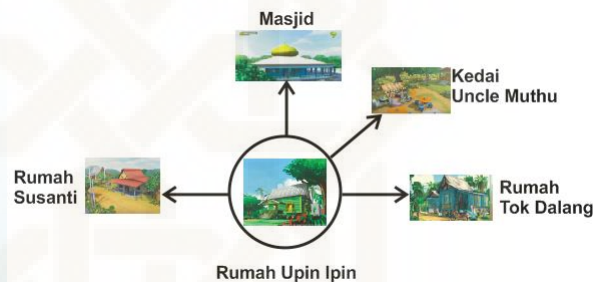 Masjid
Kedai
Uncle Muthu
Rumah
Susanti
Rumah
Tok Dalang
Rumah Upin Ipin